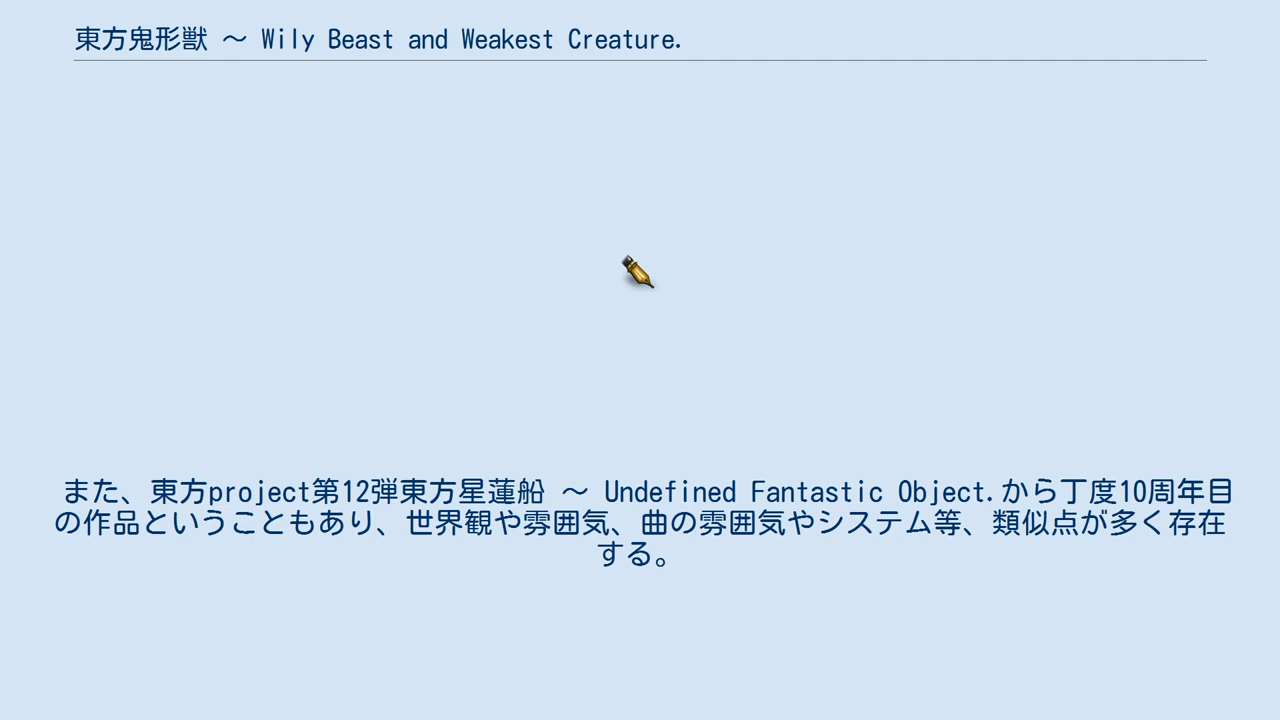 東方鬼形獣 ～ Wily Beast and Weakest Creature.
また、東方project第12弾東方星蓮船 ～ Undefined Fantastic Object.から丁度10周年目
の作品ということもあり、世界観や雰囲気、曲の雰囲気やシステム等、類似点が多く存在
する。